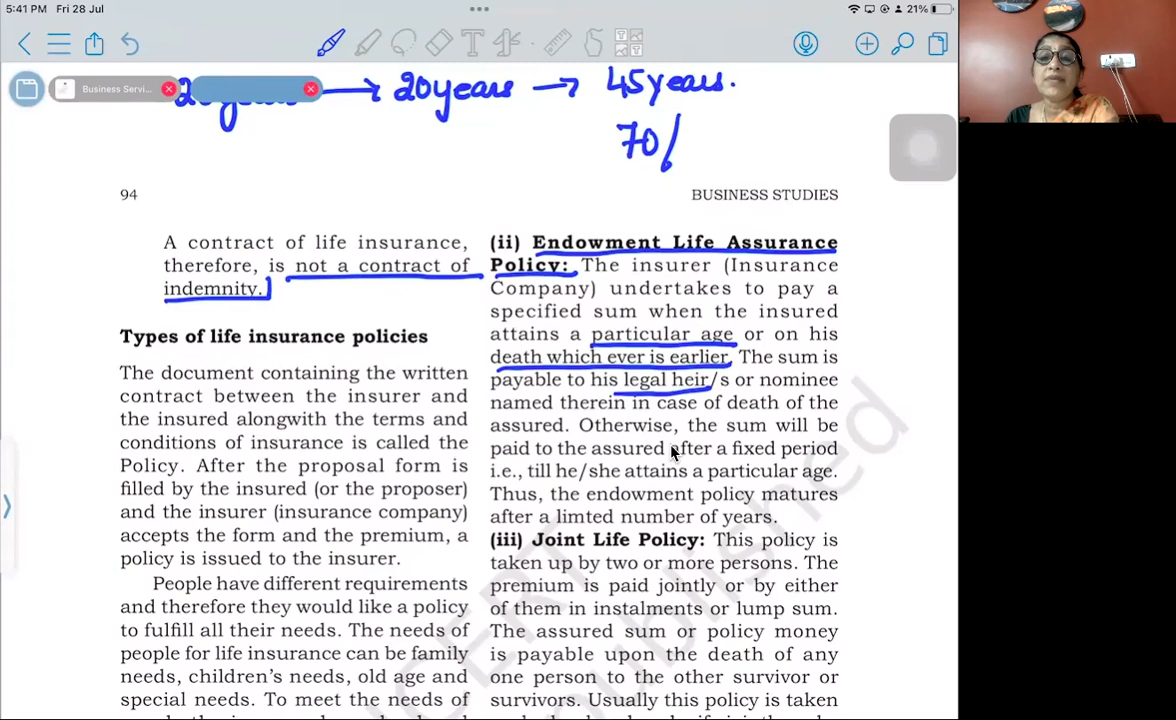 5:41 PM Fri 28 Jul
21%
Business Servi...
→ 20years → 45years.
70/
94
BUSINESS STUDIES
A contract of life insurance,
therefore, is not a contract of
indemnity.
Types of life insurance policies
The document containing the written
contract between the insurer and
the insured alongwith the terms and
conditions of insurance is called the
Policy. After the proposal form is
filled by the insured (or the proposer)
and the insurer (insurance company)
accepts the form and the premium, a
policy is issued to the insurer.
People have different requirements
and therefore they would like a policy
to fulfill all their needs. The needs of
people for life insurance can be family
needs, children's needs, old age and
special needs. To meet the needs of
(ii) Endowment Life Assurance
Policy: The insurer (Insurance
Company) undertakes to pay a
specified sum when the insured
attains a particular age or on his
death which ever is earlier. The sum is
payable to his legal heir/s or nominee
named therein in case of death of the
assured. Otherwise, the sum will be
paid to the assured after a fixed period
i.e., till he/she attains a particular age.
Thus, the endowment policy matures
after a limted number of years.
(iii) Joint Life Policy: This policy is
taken up by two or more persons. The
premium is paid jointly or by either
of them in instalments or lump sum.
The assured sum or policy money
is payable upon the death of any
one person to the other survivor or
survivors. Usually this policy is taken